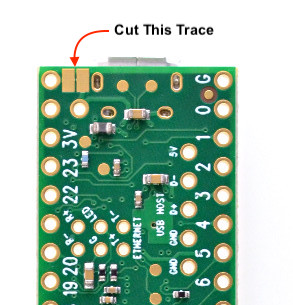 Cut This Trace
G
0
3V
1
23
5V
2
D-
22
3
R+
LED
T-
D+
USB HOST
4
R-
G
T+
ETHERNET
GND
20
5
GND
19
6